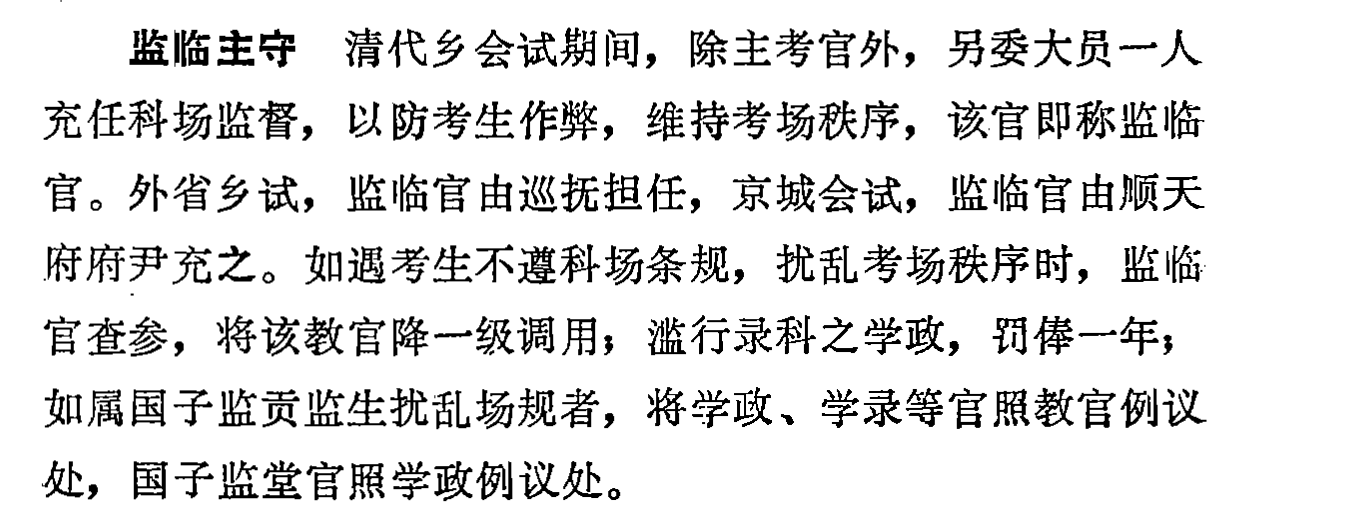 监临主守 清代乡会试期间，除主考官外，另委大员一人
充任科场监督，以防考生作弊，维持考场秩序，该官即称监临
官。外省乡试，监临官由巡抚担任，京城会试，监临官由顺天
府府尹充之。如遇考生不遵科场条规，扰乱考场秩序时，监临
官查参，将该教官降一级调用；滥行录科之学政，罚俸一年；
如属国子监贡监生扰乱场规者，将学政、学录等官照教官例议
处，国子监堂官照学政例议处。